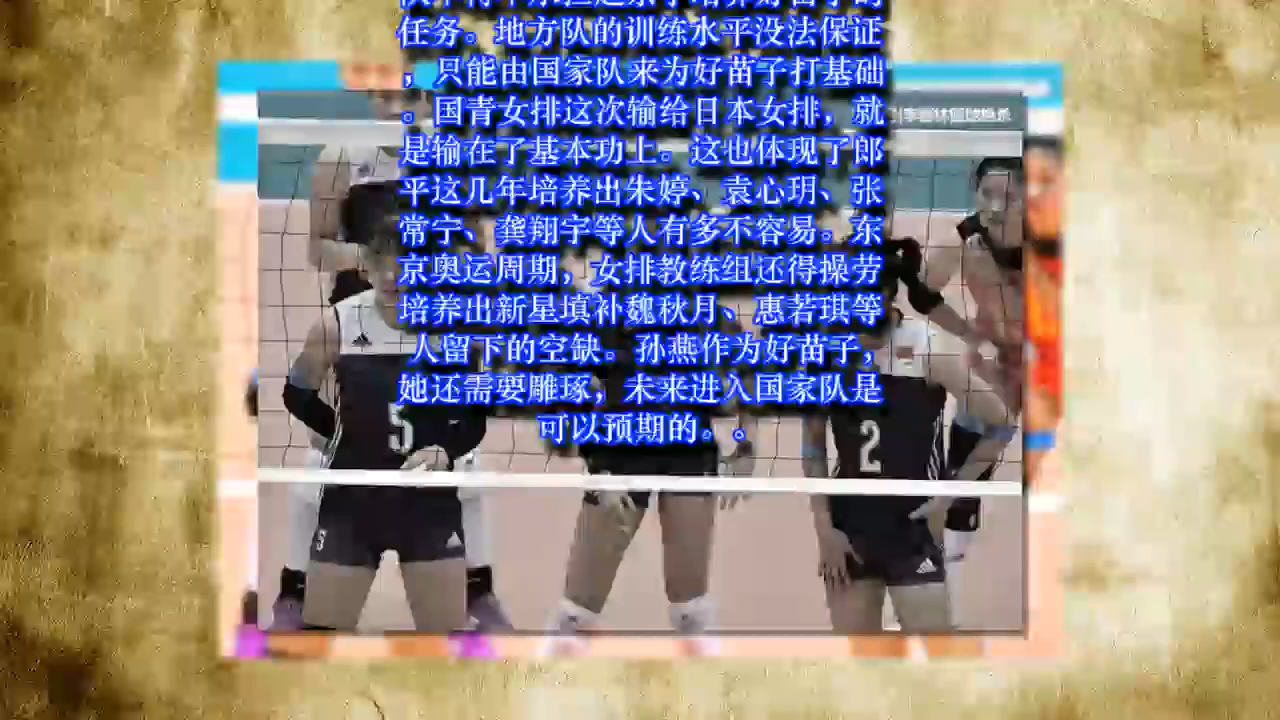 任务。地方队的训练水平没法保证
，只能由国家队来为好苗子打基础
。国青女排这次输给日本女排，就
是输在了基本功上。这也体现了郎
平这几年培养出朱婷、袁心玥、张
常宁、龚翔宇等人有多不容易。东
京奥运周期，女排教练组还得操劳
培养出新星填补魏秋月、惠若琪等
人留下的空缺。孙燕作为好苗子，
她还需要雕琢，未来进入国家队是
可以预期的。。
5
2
5